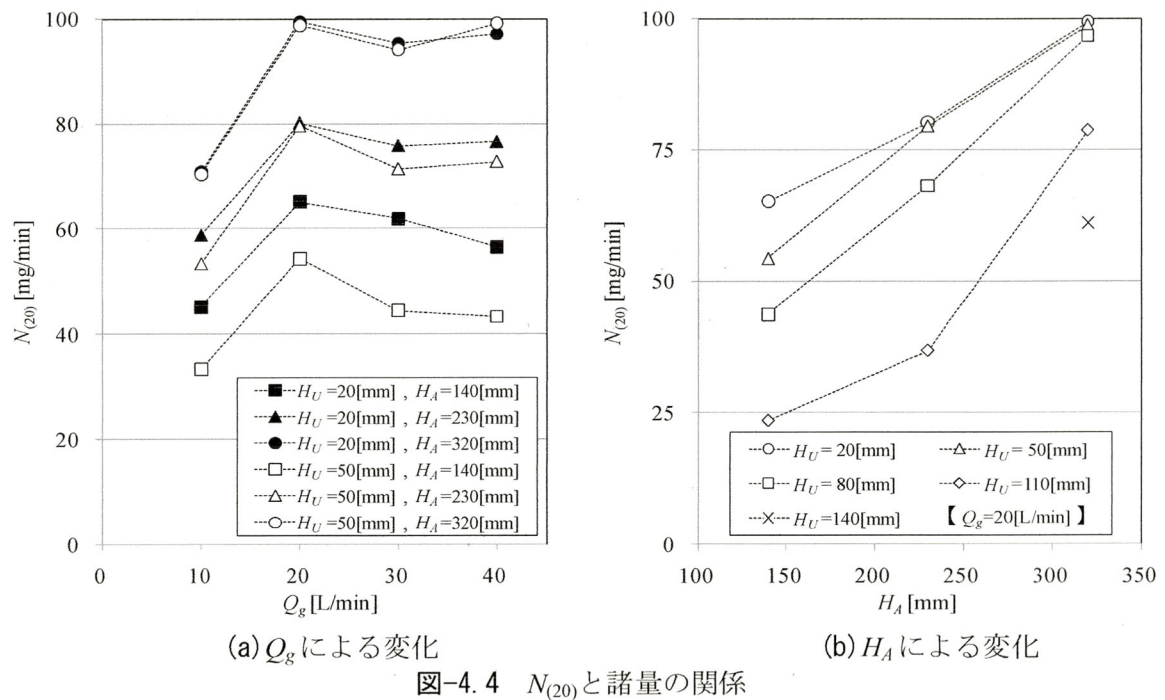 100
80
60
40
20
0
N(20) [mg/min]
0 10 20 30 40
Qg [L/min]
HU =20[mm] , HA=140[mm]
HU =20[mm] , HA=230[mm]
HU =20[mm] , HA=320[mm]
HU =50[mm] , HA=140[mm]
HU =50[mm] , HA=230[mm]
HU =50[mm] , HA=320[mm]
(a) Qgによる変化
100
75
50
25
0
N(20) [mg/min]
100 150 200 250 300 350
HA [mm]
HU = 20[mm] HU = 50[mm]
HU = 80[mm] HU = 110[mm]
HU = 140[mm] 【 Qg=20[L/min] 】
(b) HAによる変化
図-4.4 N(20)と諸量の関係